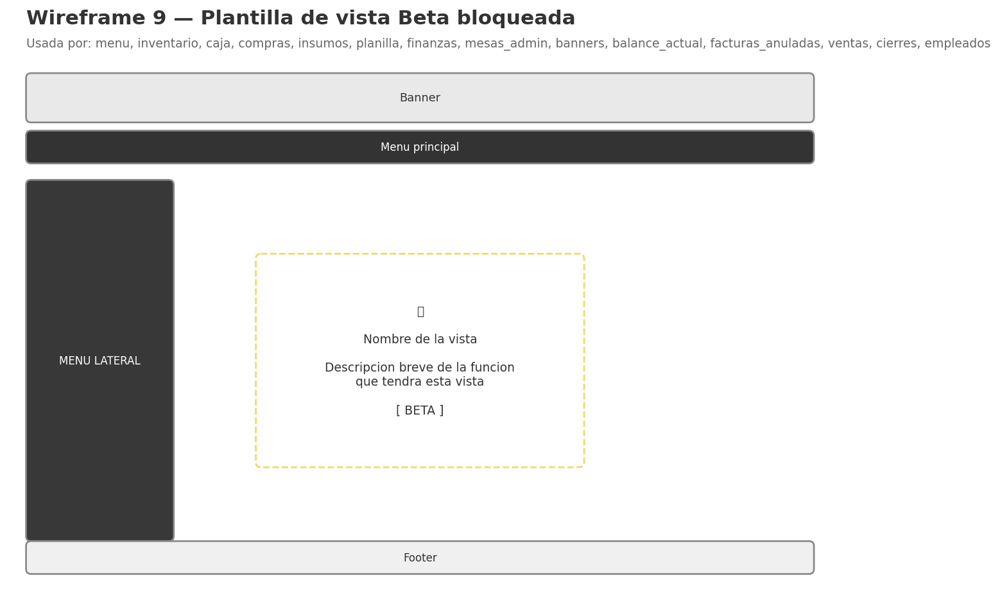 Wireframe 9 — Plantilla de vista Beta bloqueada
Usada por: menu, inventario, caja, compras, insumos, planilla, finanzas, mesas_admin, banners, balance_actual, facturas_anuladas, ventas, cierres, empleados
Banner
Menu principal
MENU LATERAL
Nombre de la vista
Descripcion breve de la funcion
que tendra esta vista
[ BETA ]
Footer